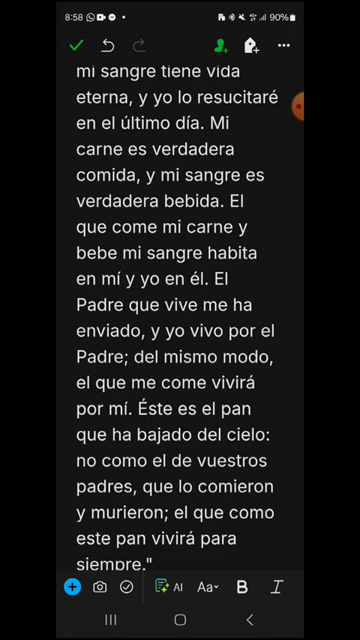 8:58 90%
mi sangre tiene vida
eterna, y yo lo resucitaré
en el último día. Mi
carne es verdadera
comida, y mi sangre es
verdadera bebida. El
que come mi carne y
bebe mi sangre habita
en mí y yo en él. El
Padre que vive me ha
enviado, y yo vivo por el
Padre; del mismo modo,
el que me come vivirá
por mí. Éste es el pan
que ha bajado del cielo:
no como el de vuestros
padres, que lo comieron
y murieron; el que como
este pan vivirá para
siempre."
AI Aa B I